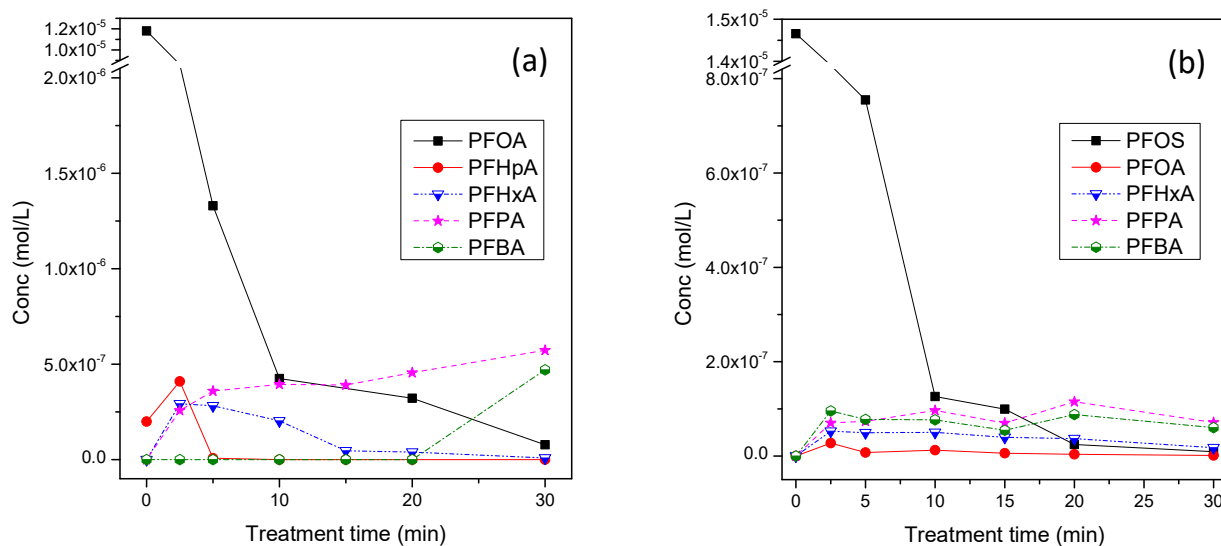 (a)
1.2x10⁻⁵
1.0x10⁻⁵
2.0x10⁻⁶
1.5x10⁻⁶
1.0x10⁻⁶
5.0x10⁻⁷
0.0
Conc (mol/L)
PFOA
PFHpA
PFHxA
PFPA
PFBA
0 10 20 30
Treatment time (min)
(b)
1.5x10⁻⁵
1.4x10⁻⁵
8.0x10⁻⁷
6.0x10⁻⁷
4.0x10⁻⁷
2.0x10⁻⁷
0.0
Conc (mol/L)
PFOS
PFOA
PFHxA
PFPA
PFBA
0 5 10 15 20 30
Treatment time (min)